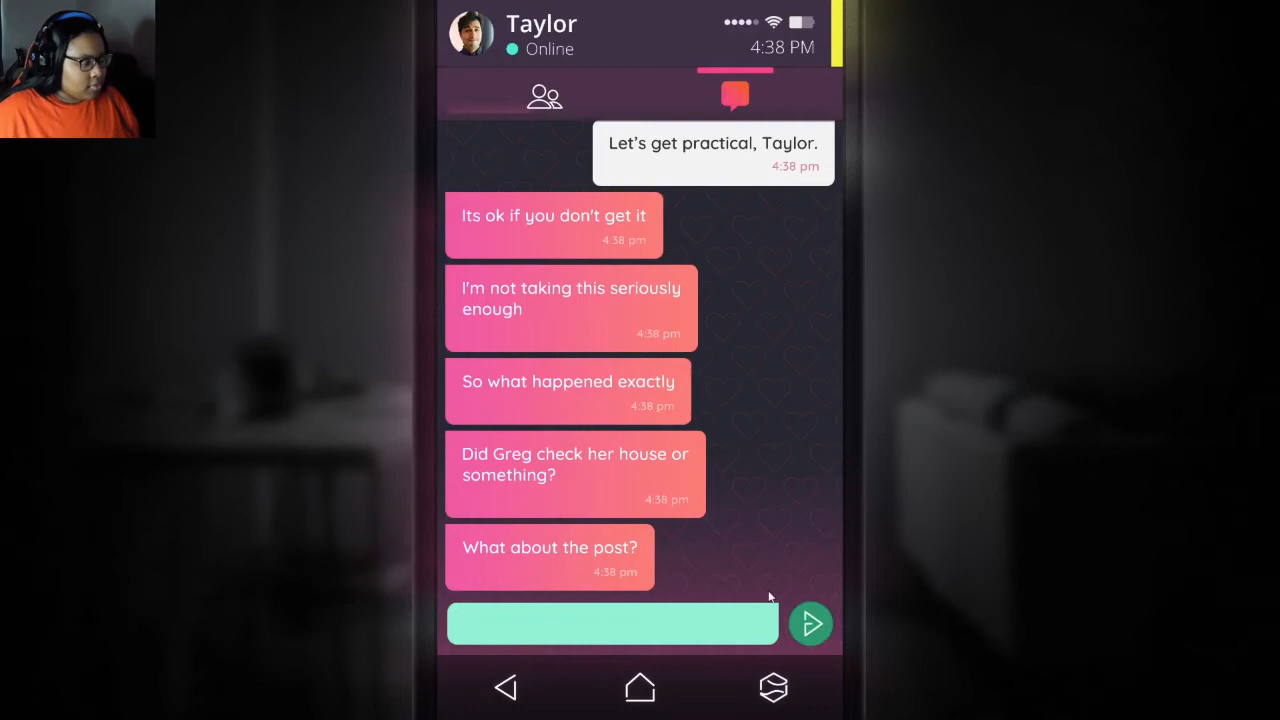 Taylor
Online
4:38 PM
Let’s get practical, Taylor.
4:38 pm
Its ok if you don't get it
4:38 pm
I'm not taking this seriously
enough
4:38 pm
So what happened exactly
4:38 pm
Did Greg check her house or
something?
4:38 pm
What about the post?
4:38 pm